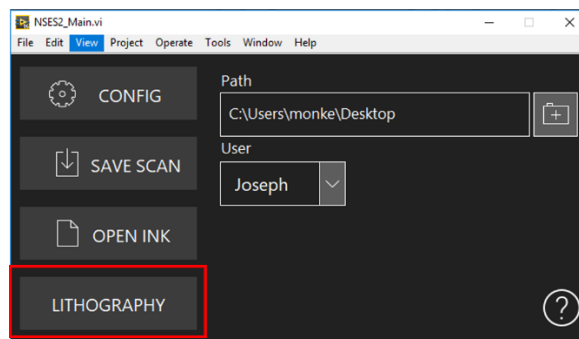 NSES2_Main.vi
File Edit View Project Operate Tools Window Help
CONFIG
SAVE SCAN
OPEN INK
LITHOGRAPHY
Path
C:\Users\monke\Desktop
User
Joseph
?